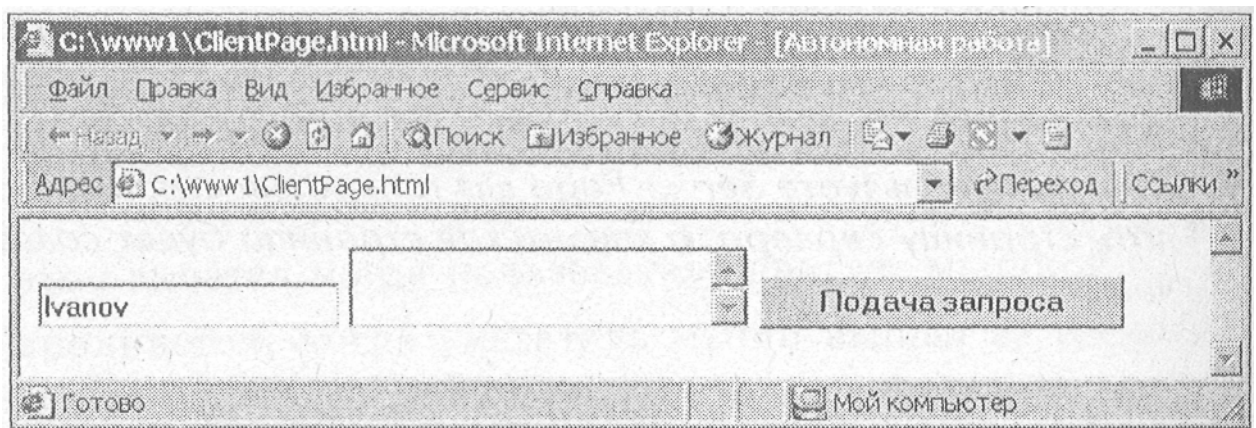 C:\www1\ClientPage.html - Microsoft Internet Explorer - [Автономная работа]
Файл Правка Вид Избранное Сервис Справка
Назад Поиск Избранное Журнал
Адрес C:\www1\ClientPage.html Переход Ссылки »
Ivanov Подача запроса
Готово Мой компьютер